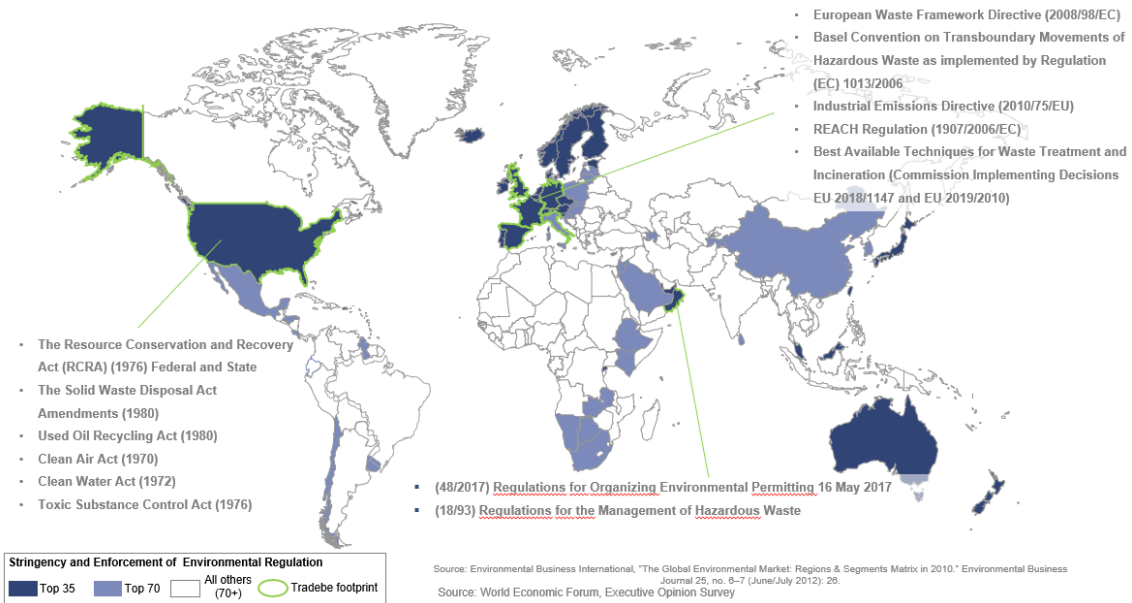 • European Waste Framework Directive (2008/98/EC)
• Basel Convention on Transboundary Movements of
Hazardous Waste as implemented by Regulation
(EC) 1013/2006
• Industrial Emissions Directive (2010/75/EU)
• REACH Regulation (1907/2006/EC)
• Best Available Techniques for Waste Treatment and
Incineration (Commission Implementing Decisions
EU 2018/1147 and EU 2019/2010)
• The Resource Conservation and Recovery
Act (RCRA) (1976) Federal and State
• The Solid Waste Disposal Act
Amendments (1980)
• Used Oil Recycling Act (1980)
• Clean Air Act (1970)
• Clean Water Act (1972)
• Toxic Substance Control Act (1976)
▪ (48/2017) Regulations for Organizing Environmental Permitting 16 May 2017
▪ (18/93) Regulations for the Management of Hazardous Waste
Stringency and Enforcement of Environmental Regulation
Top 35
Top 70
All others
(70+)
Tradebe footprint
Source: Environmental Business International, "The Global Environmental Market: Regions & Segments Matrix in 2010." Environmental Business
Journal 25, no. 6–7 (June/July 2012): 26.
Source: World Economic Forum, Executive Opinion Survey